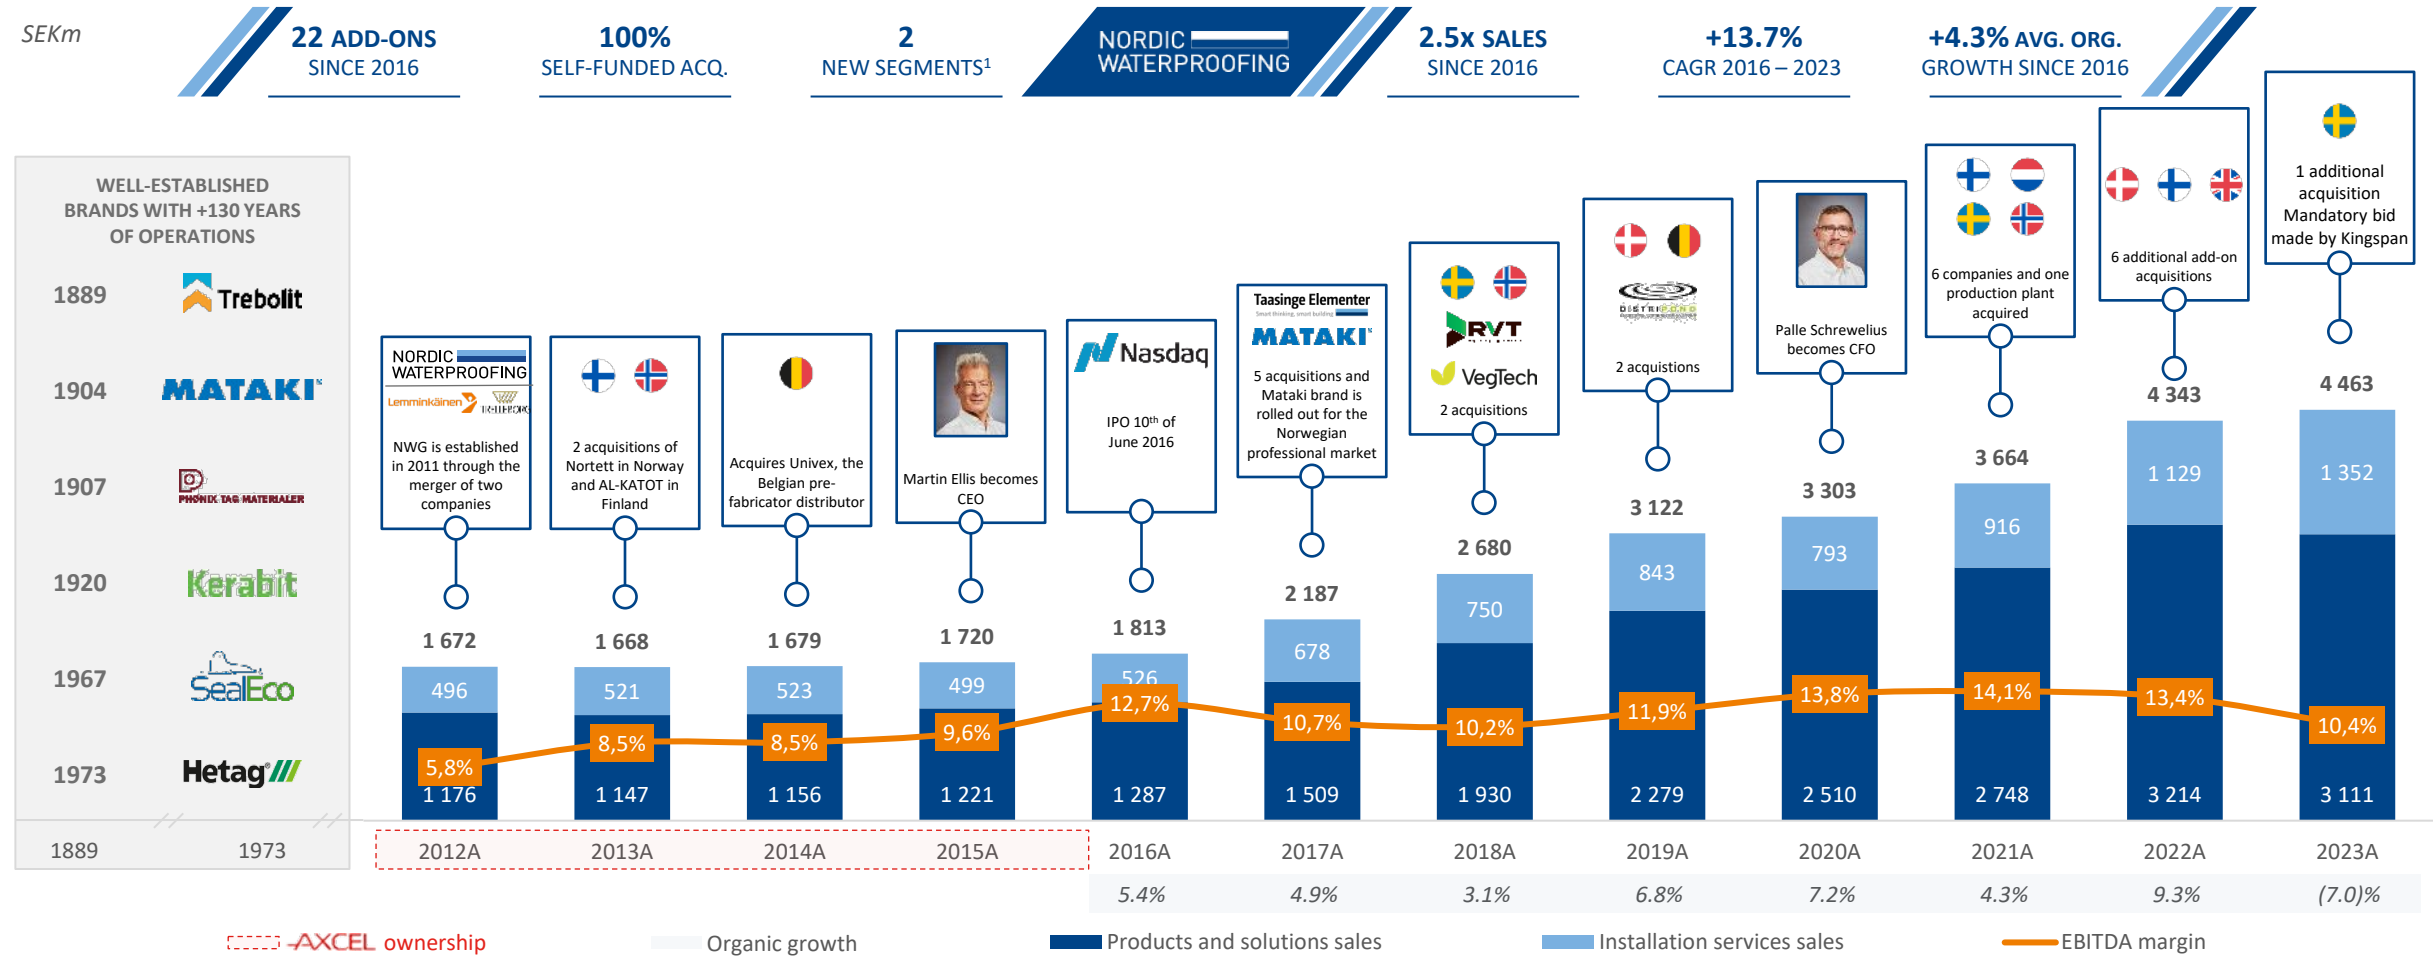 SEKm
22 ADD-ONS
SINCE 2016
100%
SELF-FUNDED ACQ.
2
NEW SEGMENTS1
NORDIC
WATERPROOFING
2.5x SALES
SINCE 2016
+13.7%
CAGR 2016 – 2023
+4.3% AVG. ORG.
GROWTH SINCE 2016
WELL-ESTABLISHED
BRANDS WITH +130 YEARS
OF OPERATIONS
1889
Trebolit
1904
MATAKI
1907
PHØNIX TAG MATERIALER
1920
Kerabit
1967
SealEco
1973
Hetag
NORDIC
WATERPROOFING
Lemminkäinen
TRELLEBORG
NWG is established
in 2011 through the
merger of two
companies
2 acquisitions of
Nortett in Norway
and AL-KATOT in
Finland
Acquires Univex, the
Belgian pre-
fabricator distributor
Martin Ellis becomes
CEO
Nasdaq
IPO 10th of
June 2016
Taasinge Elementer
Smart thinking, smart building
MATAKI
5 acquisitions and
Mataki brand is
rolled out for the
Norwegian
professional market
RVT
VegTech
2 acquisitions
DISTRIPOND
2 acquistions
Palle Schrewelius
becomes CFO
6 companies and one
production plant
acquired
6 additional add-on
acquisitions
1 additional
acquisition
Mandatory bid
made by Kingspan
1 672
1 668
1 679
1 720
1 813
2 187
2 680
3 122
3 303
3 664
4 343
4 463
496
521
523
499
526
678
750
843
793
916
1 129
1 352
5,8%
8,5%
8,5%
9,6%
12,7%
10,7%
10,2%
11,9%
13,8%
14,1%
13,4%
10,4%
1 176
1 147
1 156
1 221
1 287
1 509
1 930
2 279
2 510
2 748
3 214
3 111
1889
1973
2012A
2013A
2014A
2015A
2016A
2017A
2018A
2019A
2020A
2021A
2022A
2023A
5.4%
4.9%
3.1%
6.8%
7.2%
4.3%
9.3%
(7.0)%
AXCEL ownership
Organic growth
Products and solutions sales
Installation services sales
EBITDA margin